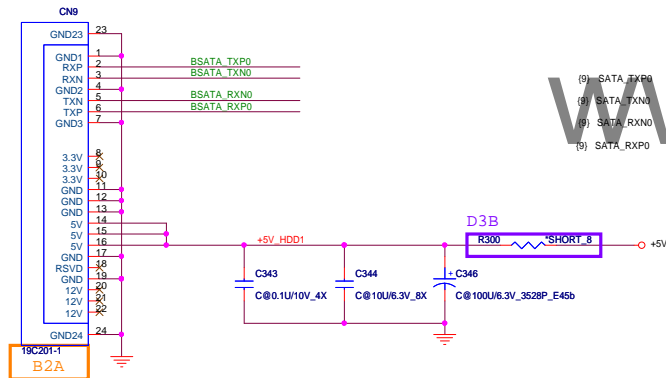 CN9
GND23 23
GND1 1
RXP 2 BSATA_TXP0
RXN 3 BSATA_TXN0
GND2 4
TXN 5 BSATA_RXN0
TXP 6 BSATA_RXP0
GND3 7
3.3V 8
3.3V 9
3.3V 10
GND 11
GND 12
GND 13
5V 14
5V 15
5V 16 +5V_HDD1
GND 17
RSVD 18
GND 19
12V 20
12V 21
12V 22
GND24 24
19C201-1
B2A
{9} SATA_TXP0
{9} SATA_TXN0
{9} SATA_RXN0
{9} SATA_RXP0
W
D3B
R300 *SHORT_8
+5V
C343
C@0.1U/10V_4X
C344
C@10U/6.3V_8X
+ C346
C@100U/6.3V_3528P_E45b